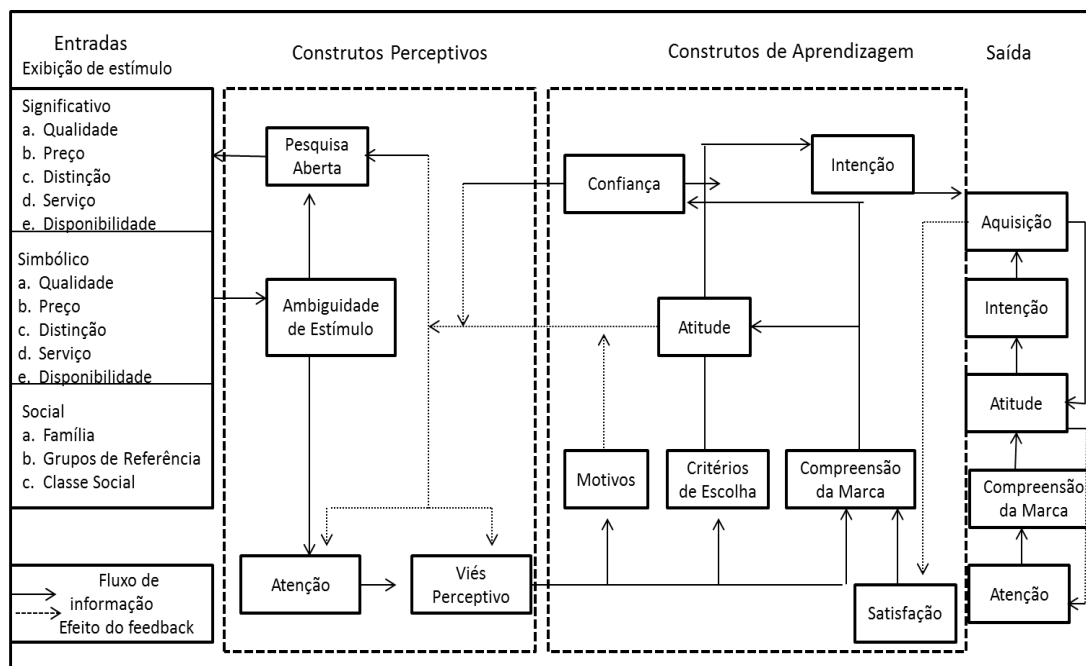 Entradas
Exibição de estímulo
Construtos Perceptivos
Construtos de Aprendizagem
Saída
Significativo
a. Qualidade
b. Preço
c. Distinção
d. Serviço
e. Disponibilidade
Simbólico
a. Qualidade
b. Preço
c. Distinção
d. Serviço
e. Disponibilidade
Social
a. Família
b. Grupos de Referência
c. Classe Social
Fluxo de
informação
Efeito do feedback
Pesquisa
Aberta
Ambiguidade
de Estímulo
Atenção
Viés
Perceptivo
Confiança
Intenção
Atitude
Motivos
Critérios
de Escolha
Compreensão
da Marca
Satisfação
Aquisição
Intenção
Atitude
Compreensão
da Marca
Atenção